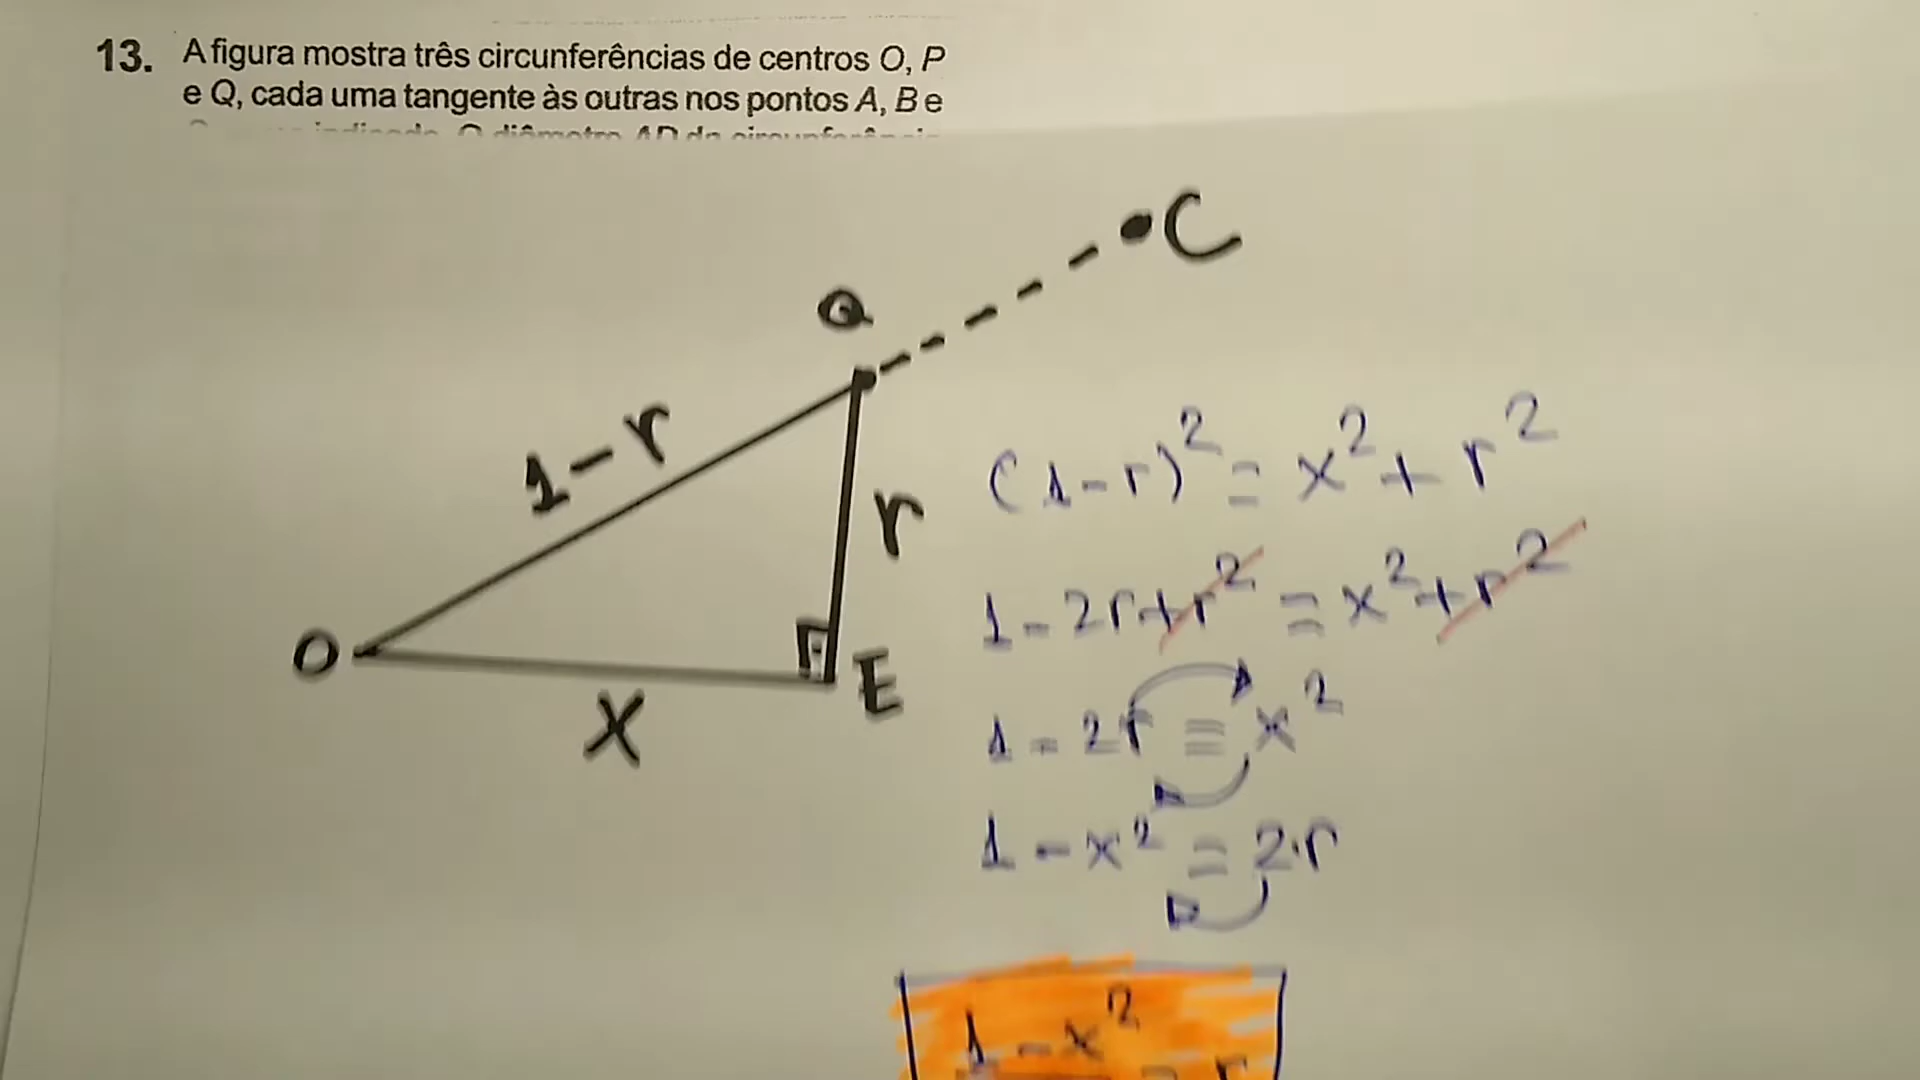 13. A figura mostra três circunferências de centros O, P
e Q, cada uma tangente às outras nos pontos A, B e
C
Q
1-r
r
O
E
x
(1-r)² = x² + r²
1-2r+r² = x²+r²
1-2r = x²
1-x² = 2·r
1-x²
= r